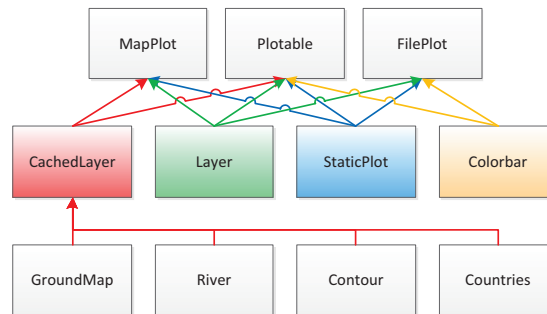 MapPlot Plotable FilePlot
CachedLayer Layer StaticPlot Colorbar
GroundMap River Contour Countries